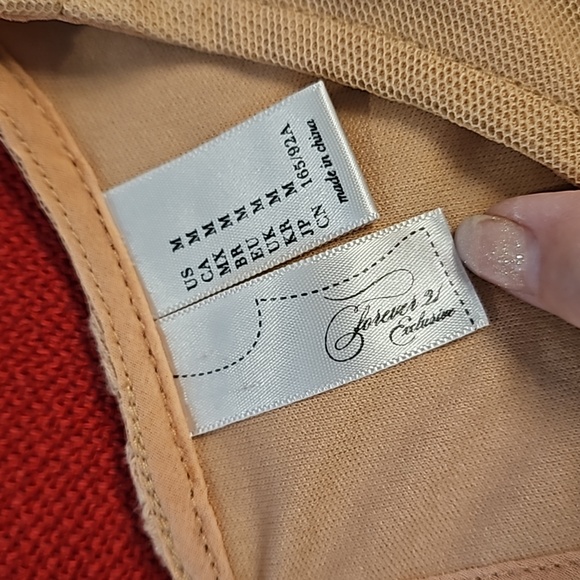 US M
CA M
MX M
BR M
EU M
UK M
KR M
JP M
CN 165/92A
made in china
forever 21
Exclusive